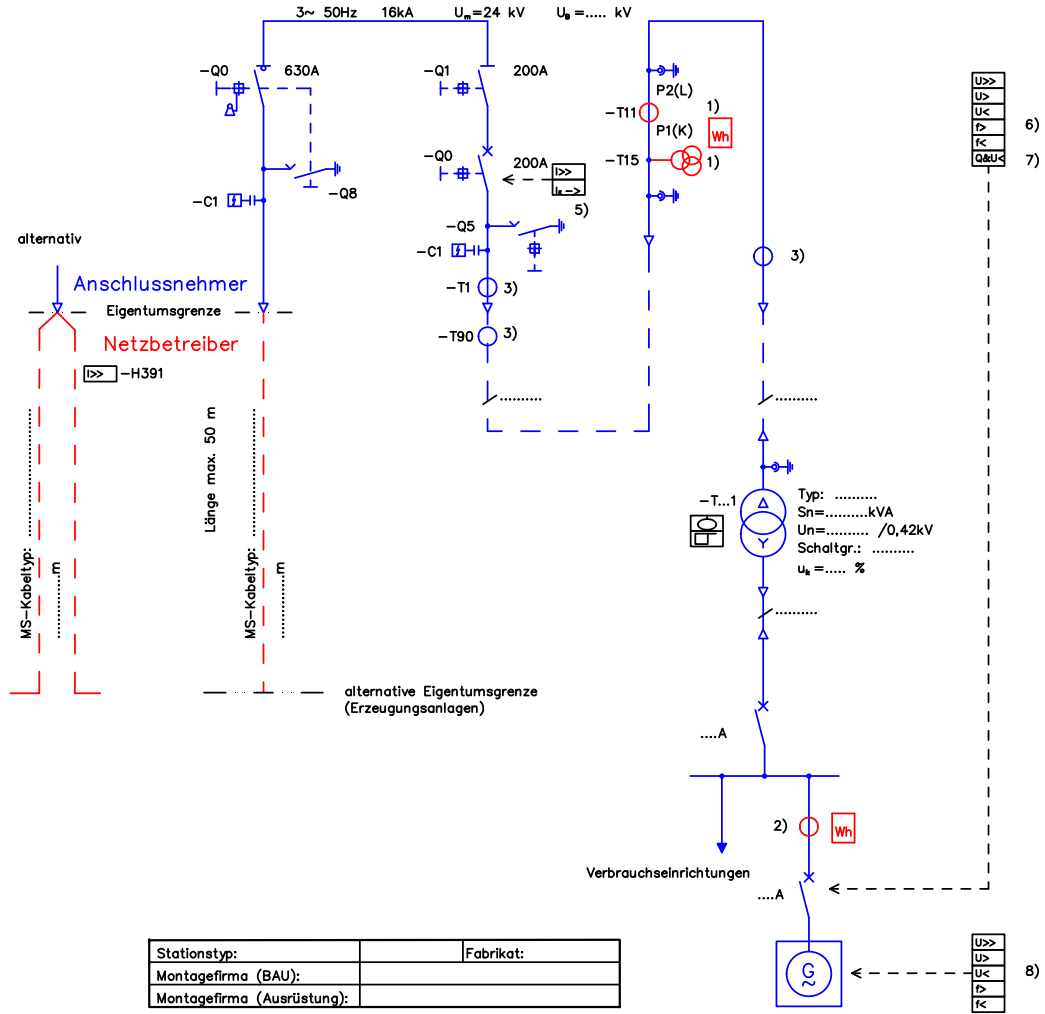 3~ 50Hz 16kA Um=24 kV UB=..... kV
-Q0 630A
-Q1 200A
P2(L)
-T11 1)
P1(K) Wh
-T15 1)
U>>
U>
U<
f>
f<
Q&U<
6)
7)
-Q0 200A
I>>
5)
-Q8
-C1
-Q5
-C1
-T1 3)
-T90 3)
3)
alternativ
Anschlussnehmer
Eigentumsgrenze
Netzbetreiber
I>> -H391
..........
..........
MS-Kabeltyp: ..............................
.................m
Länge max. 50 m
MS-Kabeltyp: ..............................
.................m
-T...1
Typ: ..........
Sn=..........kVA
Un=.......... /0,42kV
Schaltgr.: ..........
uk=..... %
..........
alternative Eigentumsgrenze
(Erzeugungsanlagen)
....A
2) Wh
Verbrauchseinrichtungen
....A
G
~
U>>
U>
U<
f>
f<
8)
Stationstyp: Fabrikat:
Montagefirma (BAU):
Montagefirma (Ausrüstung):